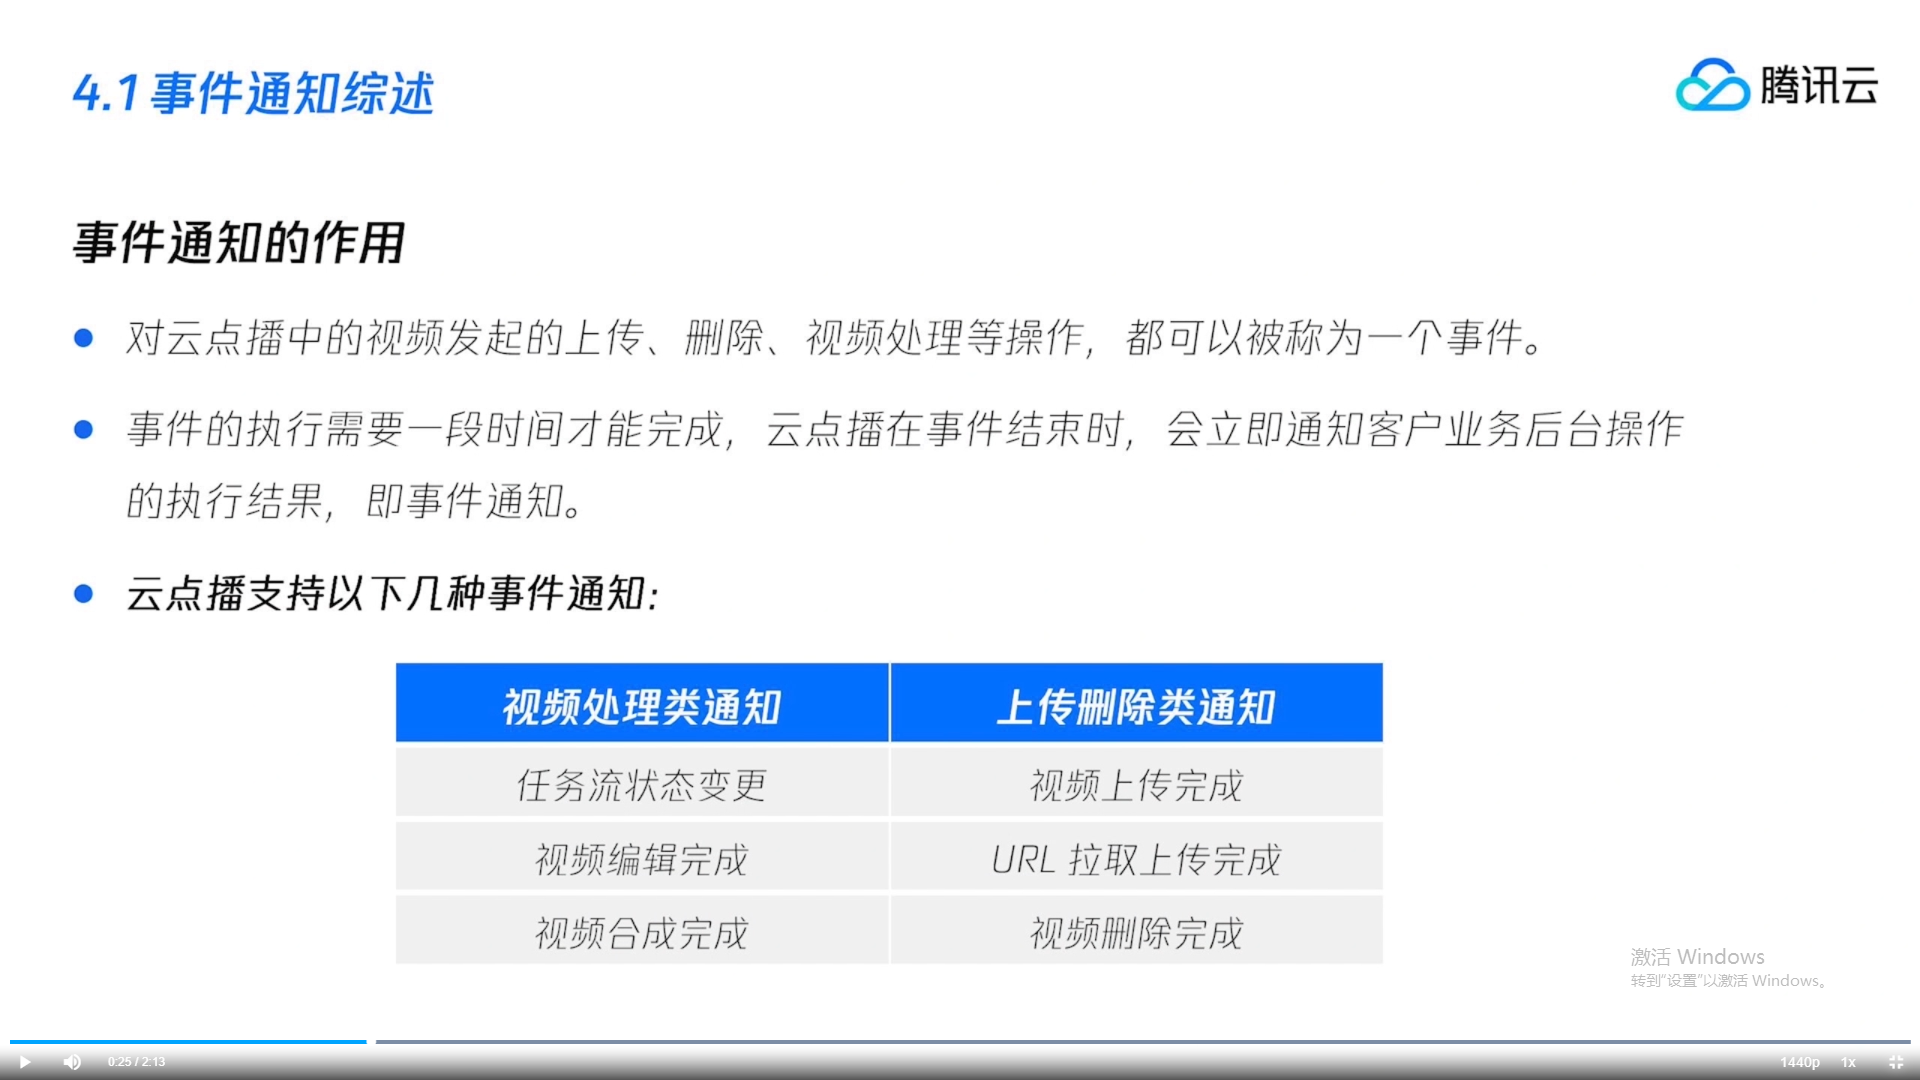 4.1 事件通知综述
腾讯云
事件通知的作用
对云点播中的视频发起的上传、删除、视频处理等操作，都可以被称为一个事件。
事件的执行需要一段时间才能完成，云点播在事件结束时，会立即通知客户业务后台操作
的执行结果，即事件通知。
云点播支持以下几种事件通知：
视频处理类通知 上传删除类通知
任务流状态变更 视频上传完成
视频编辑完成 URL 拉取上传完成
视频合成完成 视频删除完成
激活 Windows
转到"设置"以激活 Windows。
0:25 / 2:13 1440p 1x